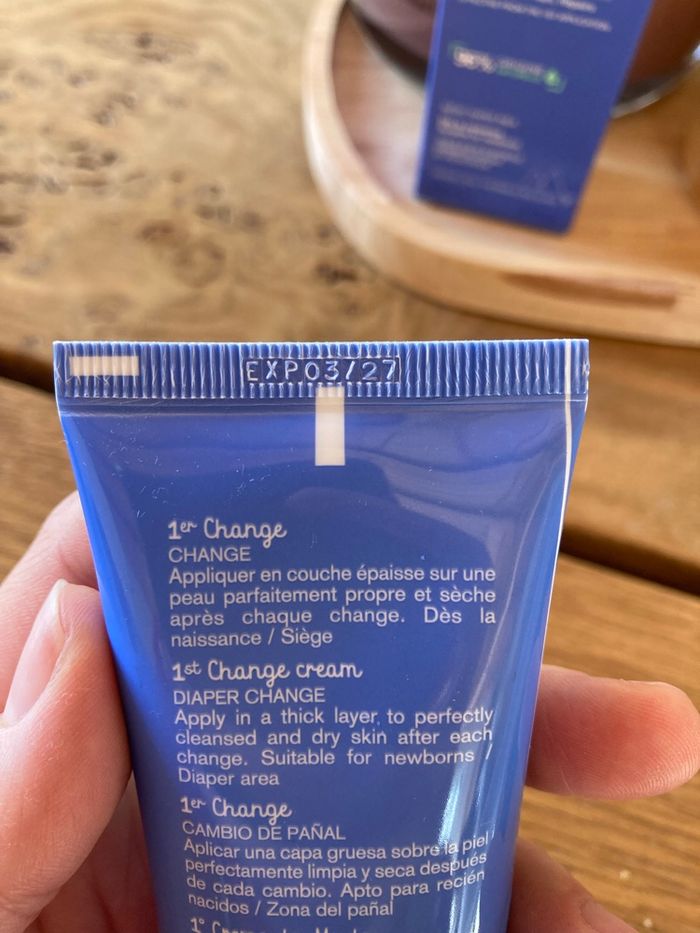 EXP03/27
1er Change
CHANGE
Appliquer en couche épaisse sur une
peau parfaitement propre et sèche
après chaque change. Dès la
naissance / Siège
1st Change cream
DIAPER CHANGE
Apply in a thick layer to perfectly
cleansed and dry skin after each
change. Suitable for newborns /
Diaper area
1er Change
CAMBIO DE PAÑAL
Aplicar una capa gruesa sobre la piel
perfectamente limpia y seca después
de cada cambio. Apto para recién
nacidos / Zona del pañal